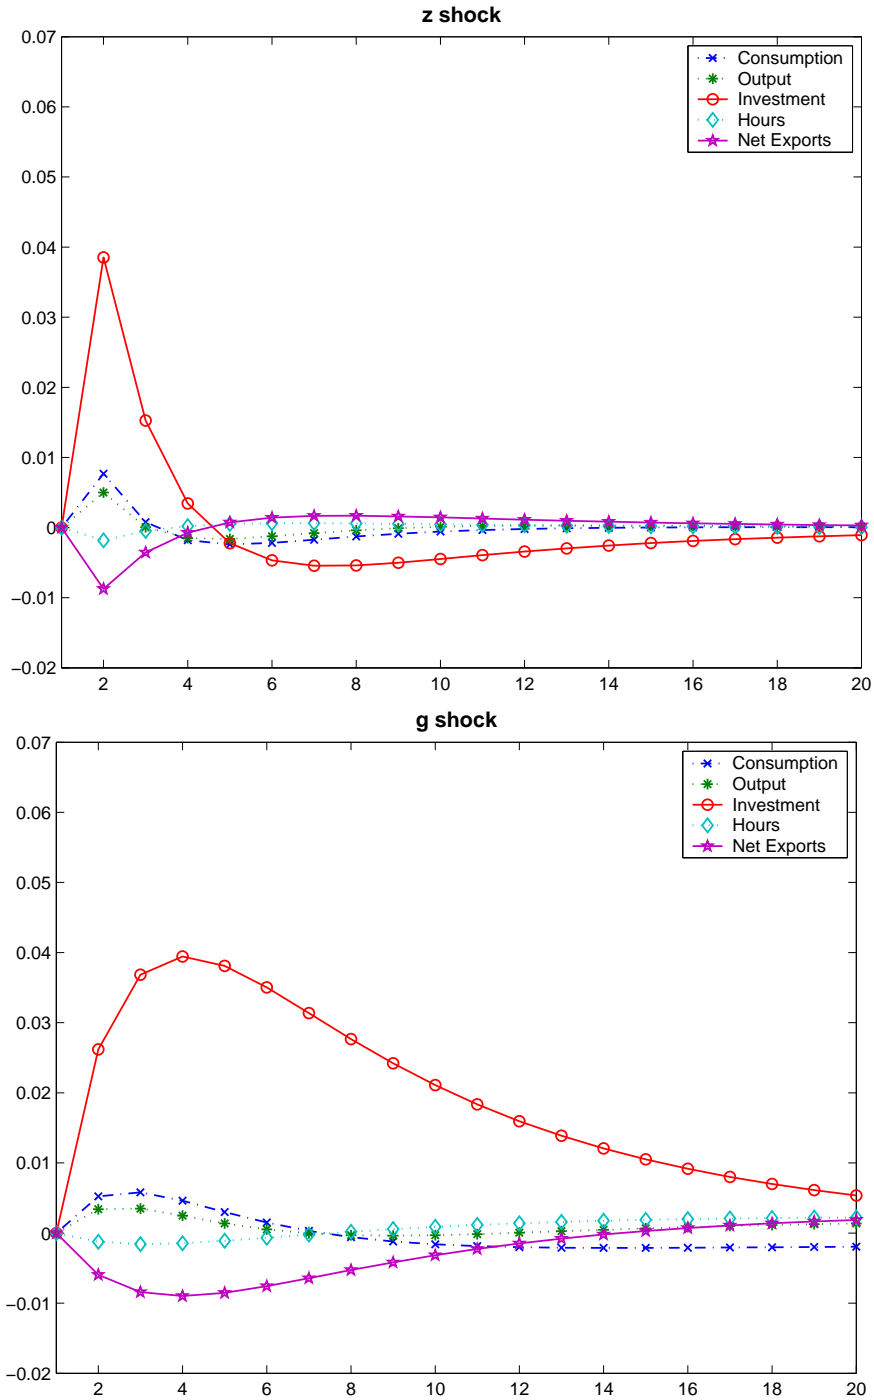 z shock
0.07
0.06
0.05
0.04
0.03
0.02
0.01
0
−0.01
−0.02
2 4 6 8 10 12 14 16 18 20
Consumption
Output
Investment
Hours
Net Exports
g shock
0.07
0.06
0.05
0.04
0.03
0.02
0.01
0
−0.01
−0.02
2 4 6 8 10 12 14 16 18 20
Consumption
Output
Investment
Hours
Net Exports